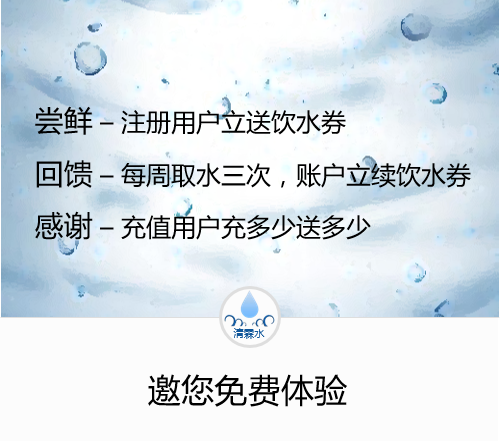 尝鲜 – 注册用户立送饮水券
回馈 – 每周取水三次，账户立续饮水券
感谢 – 充值用户充多少送多少
清霖水
邀您免费体验